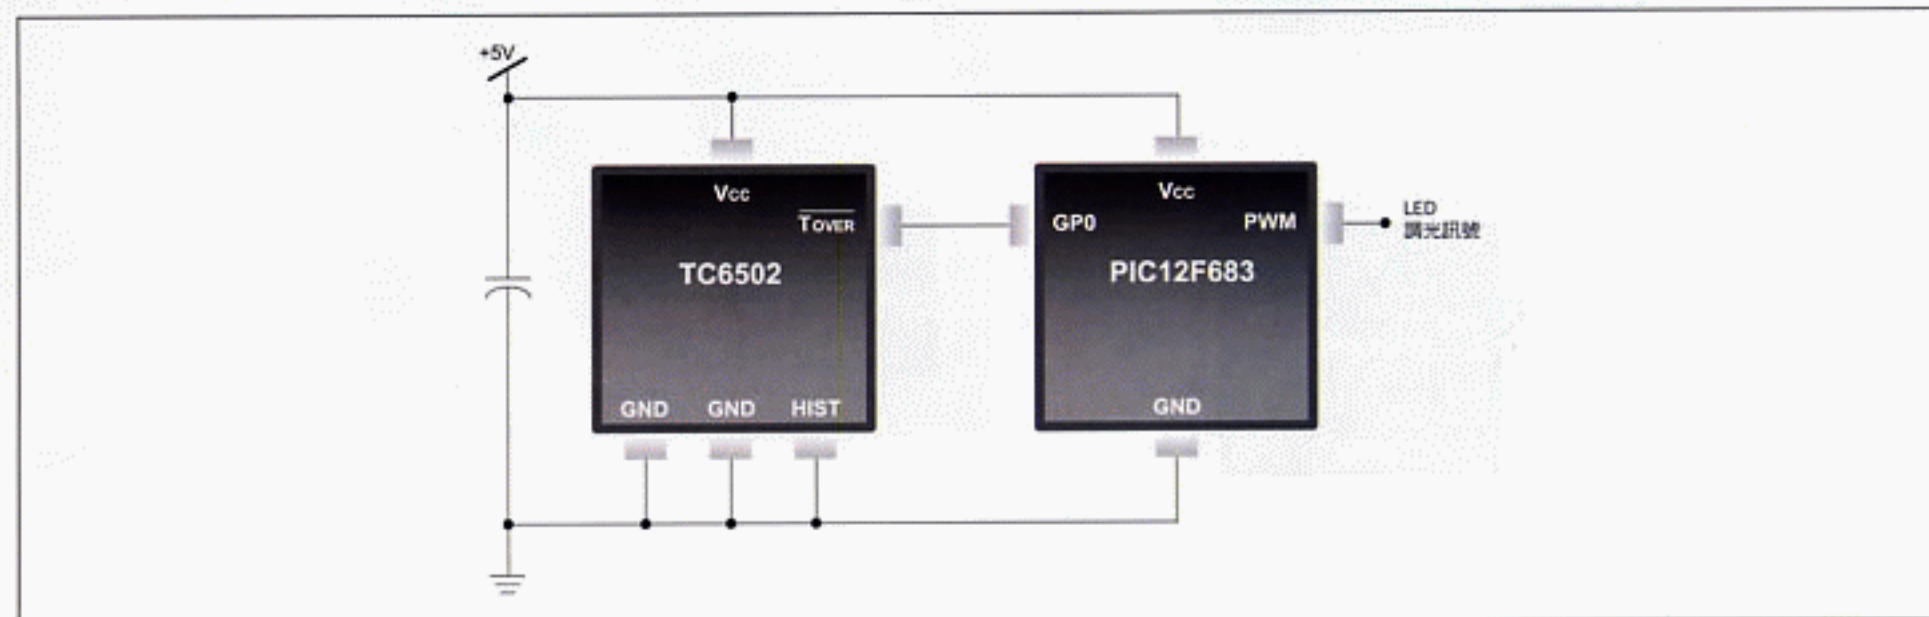 +5V
Vcc
TOVER
TC6502
GND GND HIST
Vcc
GP0 PWM
PIC12F683
GND
LED
調光訊號